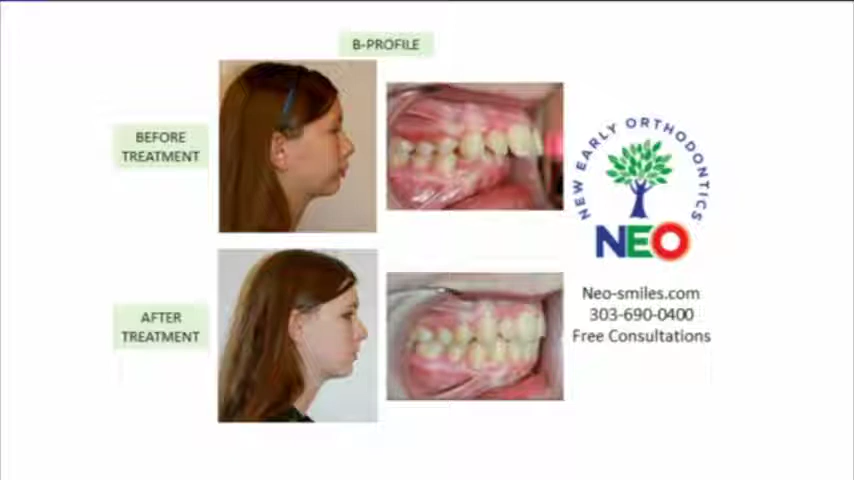 B-PROFILE
BEFORE
TREATMENT
NEW EARLY ORTHODONTICS
NEO
AFTER
TREATMENT
Neo-smiles.com
303-690-0400
Free Consultations